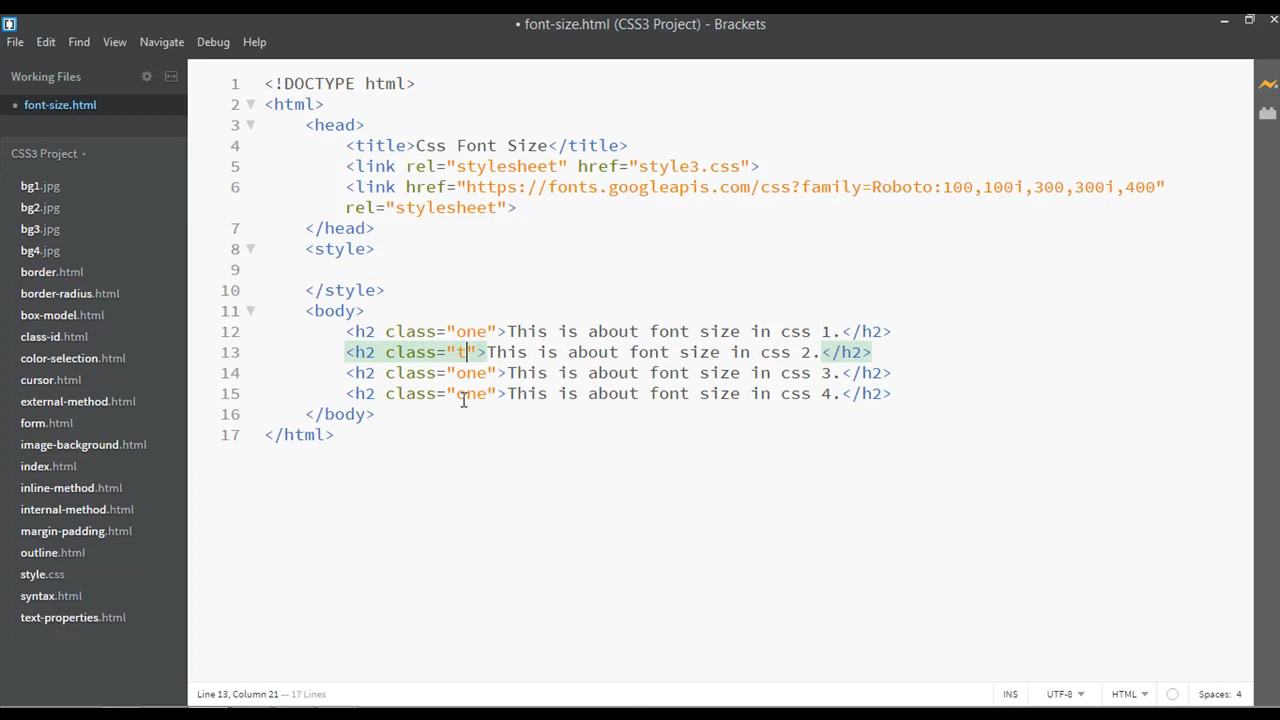 • font-size.html (CSS3 Project) - Brackets
File Edit Find View Navigate Debug Help
Working Files
• font-size.html
CSS3 Project
bg1.jpg
bg2.jpg
bg3.jpg
bg4.jpg
border.html
border-radius.html
box-model.html
class-id.html
color-selection.html
cursor.html
external-method.html
form.html
image-background.html
index.html
inline-method.html
internal-method.html
margin-padding.html
outline.html
style.css
syntax.html
text-properties.html
1 <!DOCTYPE html>
2 <html>
3 <head>
4 <title>Css Font Size</title>
5 <link rel="stylesheet" href="style3.css">
6 <link href="https://fonts.googleapis.com/css?family=Roboto:100,100i,300,300i,400"
rel="stylesheet">
7 </head>
8 <style>
9
10 </style>
11 <body>
12 <h2 class="one">This is about font size in css 1.</h2>
13 <h2 class="t">This is about font size in css 2.</h2>
14 <h2 class="one">This is about font size in css 3.</h2>
15 <h2 class="one">This is about font size in css 4.</h2>
16 </body>
17 </html>
Line 13, Column 21 — 17 Lines
INS UTF-8 HTML Spaces: 4